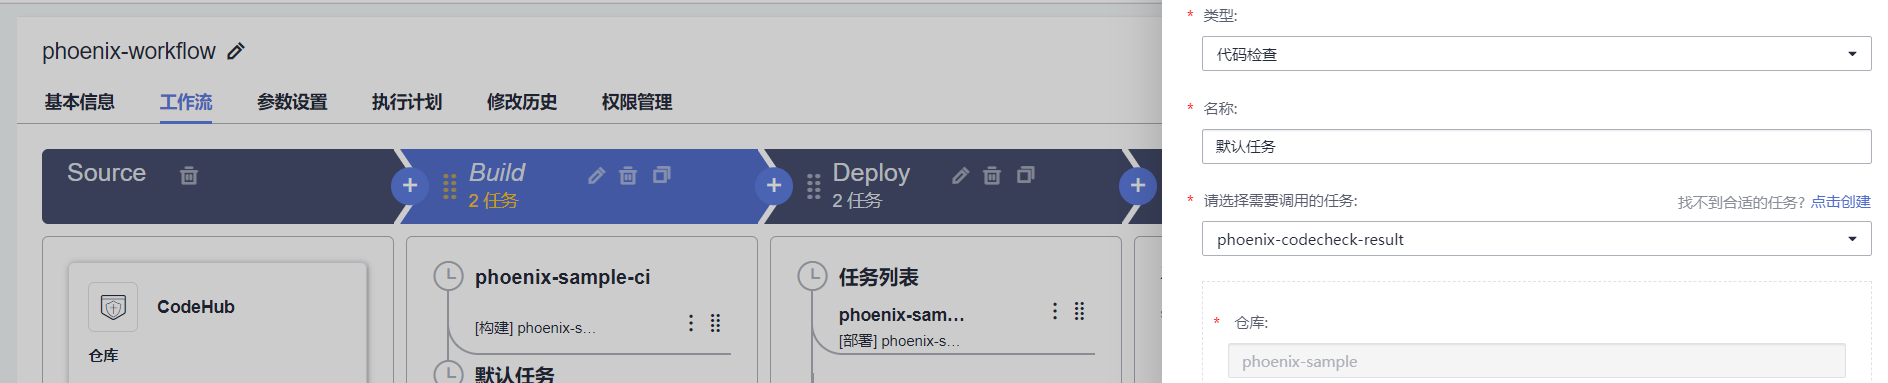 phoenix-workflow
基本信息 工作流 参数设置 执行计划 修改历史 权限管理
Source
Build
2 任务
Deploy
2 任务
CodeHub
仓库
phoenix-sample-ci
[构建] phoenix-s...
默认任务
任务列表
phoenix-sam...
[部署] phoenix-s...
* 类型:
代码检查
* 名称:
默认任务
* 请选择需要调用的任务: 找不到合适的任务? 点击创建
phoenix-codecheck-result
* 仓库:
phoenix-sample